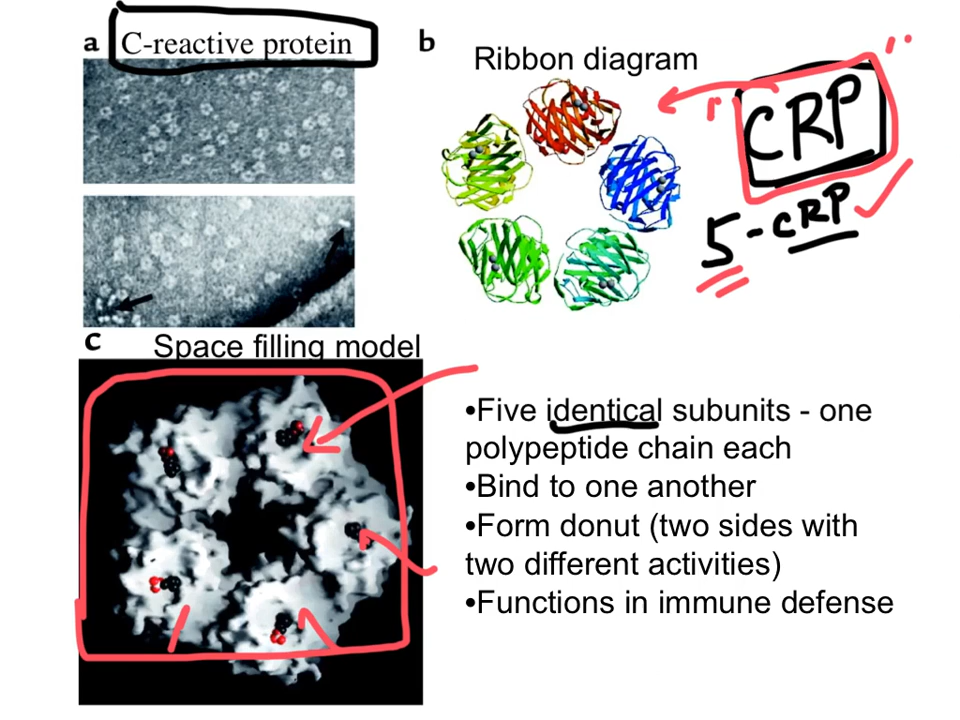 a C-reactive protein
b
Ribbon diagram
"CRP"
5-CRP
c Space filling model
•Five identical subunits - one
polypeptide chain each
•Bind to one another
•Form donut (two sides with
two different activities)
•Functions in immune defense